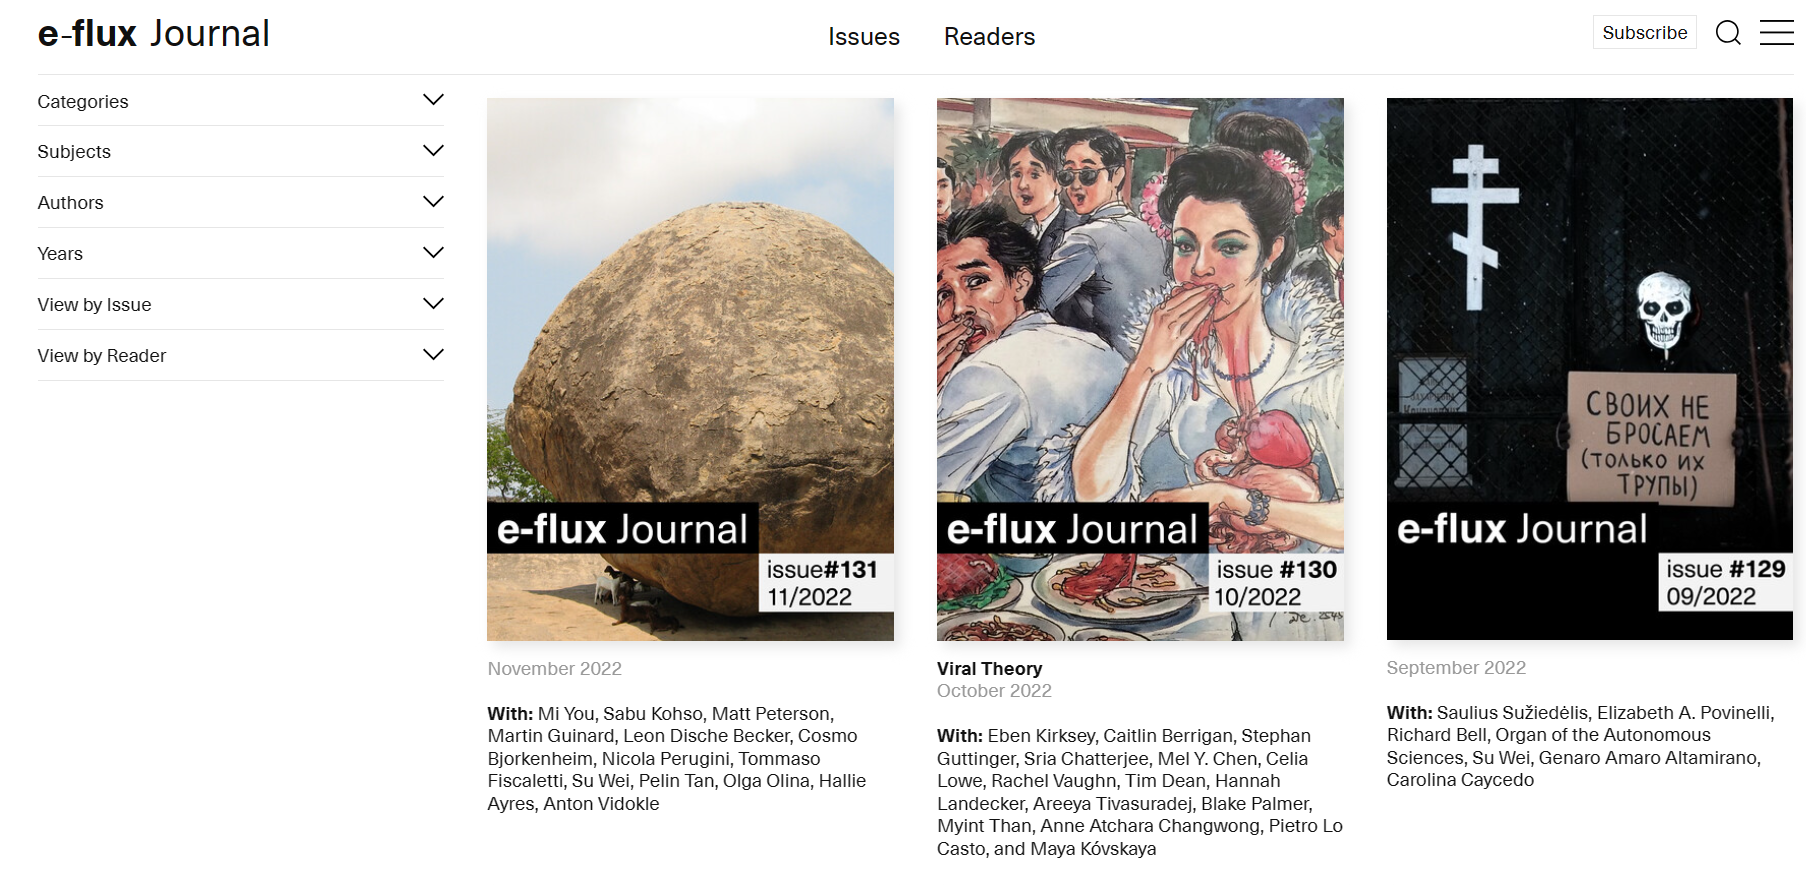 e-flux Journal
Issues
Readers
Subscribe
Categories
Subjects
Authors
Years
View by Issue
View by Reader
e-flux Journal
issue#131
11/2022
November 2022
With: Mi You, Sabu Kohso, Matt Peterson,
Martin Guinard, Leon Dische Becker, Cosmo
Bjorkenheim, Nicola Perugini, Tommaso
Fiscaletti, Su Wei, Pelin Tan, Olga Olina, Hallie
Ayres, Anton Vidokle
e-flux Journal
issue #130
10/2022
Viral Theory
October 2022
With: Eben Kirksey, Caitlin Berrigan, Stephan
Guttinger, Sria Chatterjee, Mel Y. Chen, Celia
Lowe, Rachel Vaughn, Tim Dean, Hannah
Landecker, Areeya Tivasuradej, Blake Palmer,
Myint Than, Anne Atchara Changwong, Pietro Lo
Casto, and Maya Kóvskaya
СВОИХ НЕ
БРОСАЕМ
(ТОЛЬКО ИХ
ТРУПЫ)
e-flux Journal
issue #129
09/2022
September 2022
With: Saulius Sužiedėlis, Elizabeth A. Povinelli,
Richard Bell, Organ of the Autonomous
Sciences, Su Wei, Genaro Amaro Altamirano,
Carolina Caycedo